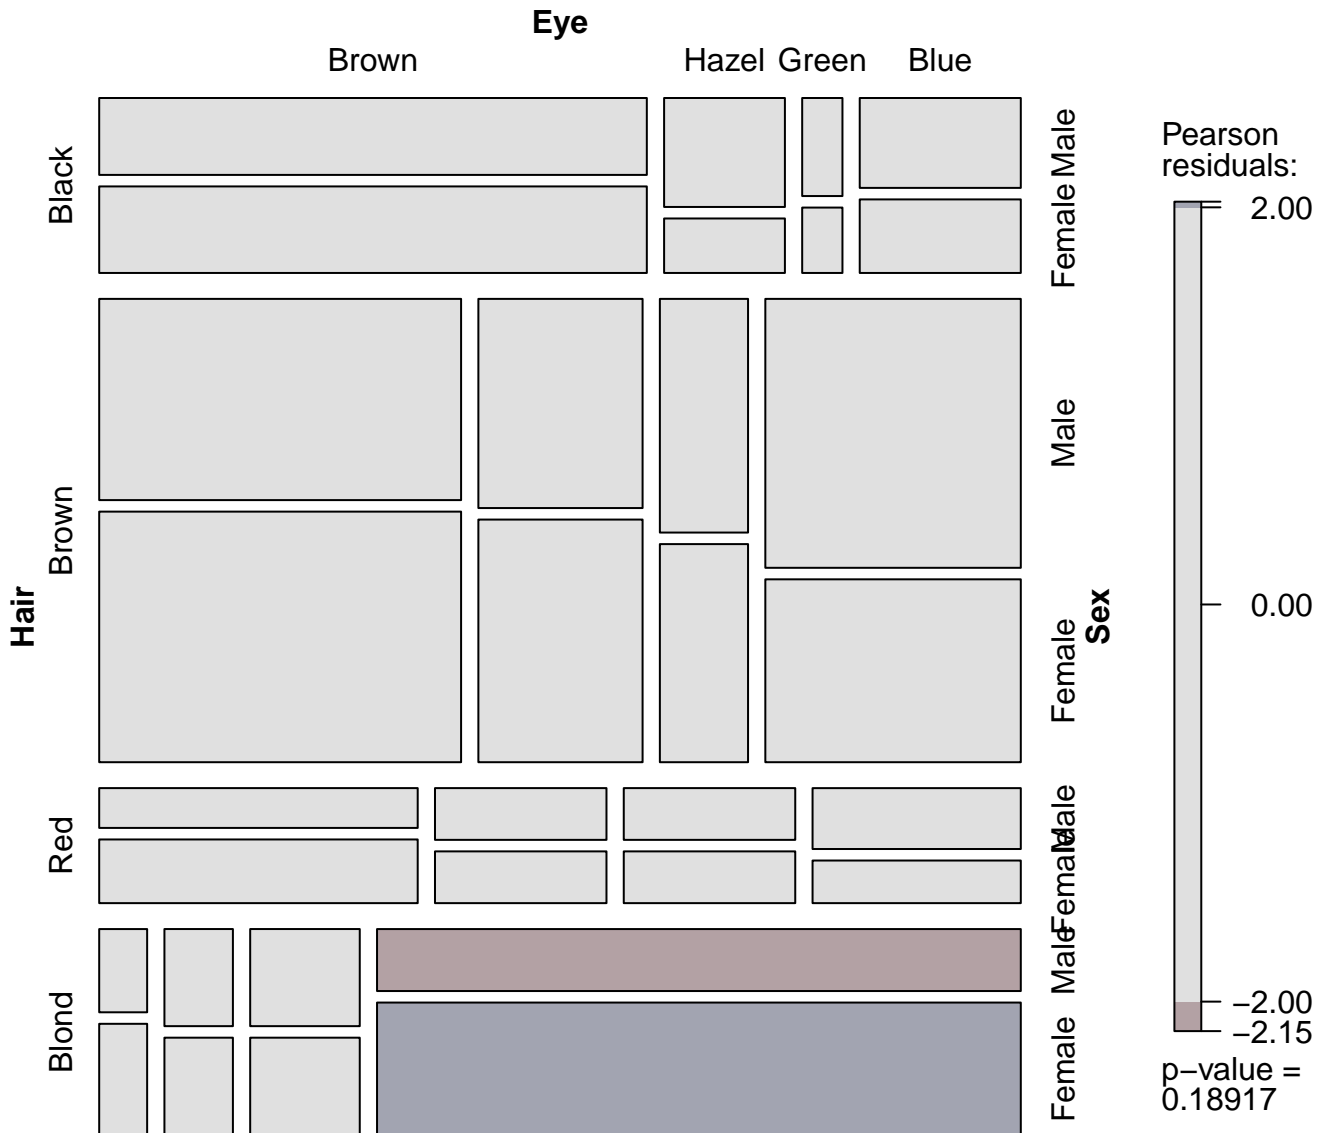 Eye
Brown
Hazel
Green
Blue
Hair
Black
Brown
Red
Blond
Male
Female
Male
Female
Male
Female
Male
Female
Sex
Pearson
residuals:
2.00
0.00
−2.00
−2.15
p−value =
0.18917